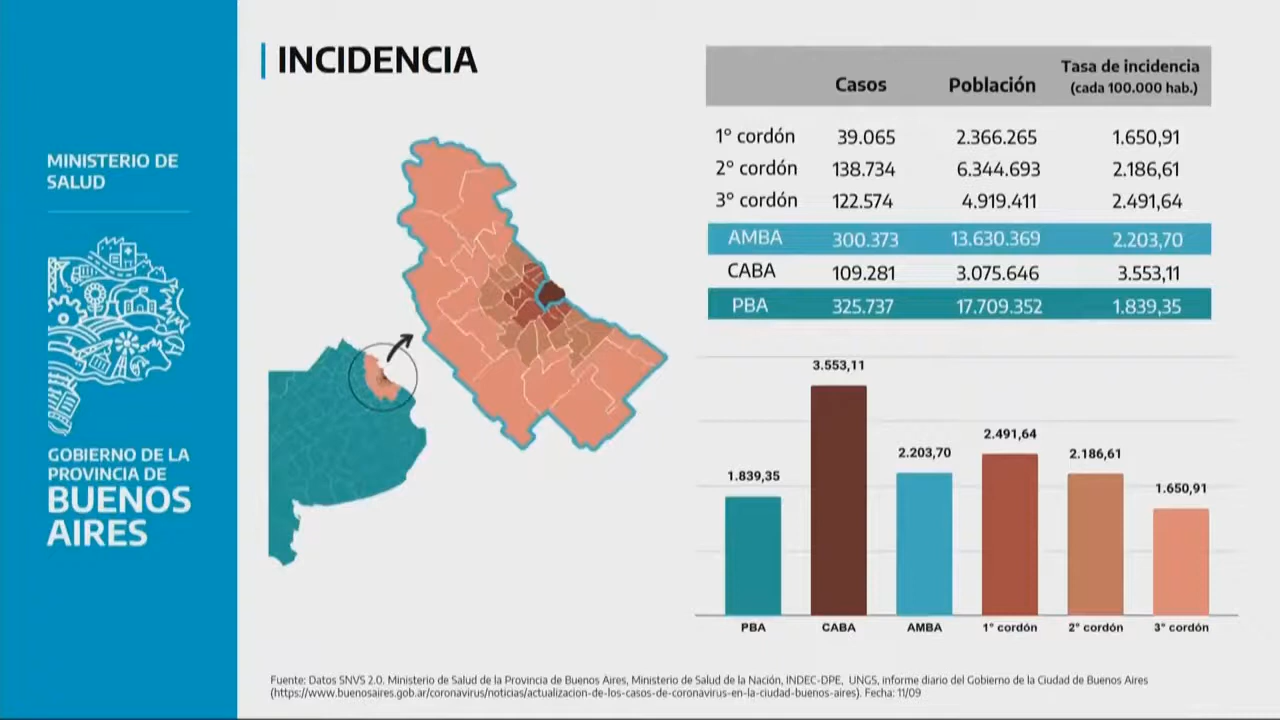 MINISTERIO DE
SALUD
GOBIERNO DE LA
PROVINCIA DE
BUENOS
AIRES
INCIDENCIA
Casos Población Tasa de incidencia
(cada 100.000 hab.)
1° cordón 39.065 2.366.265 1.650,91
2° cordón 138.734 6.344.693 2.186,61
3° cordón 122.574 4.919.411 2.491,64
AMBA 300.373 13.630.369 2.203,70
CABA 109.281 3.075.646 3.553,11
PBA 325.737 17.709.352 1.839,35
3.553,11
2.491,64
2.203,70
2.186,61
1.839,35
1.650,91
PBA CABA AMBA 1° cordón 2° cordón 3° cordón
Fuente: Datos SNVS 2.0. Ministerio de Salud de la Provincia de Buenos Aires, Ministerio de Salud de la Nación, INDEC-DPE, UNGS, informe diario del Gobierno de la Ciudad de Buenos Aires
(https://www.buenosaires.gob.ar/coronavirus/noticias/actualizacion-de-los-casos-de-coronavirus-en-la-ciudad-buenos-aires). Fecha: 11/09